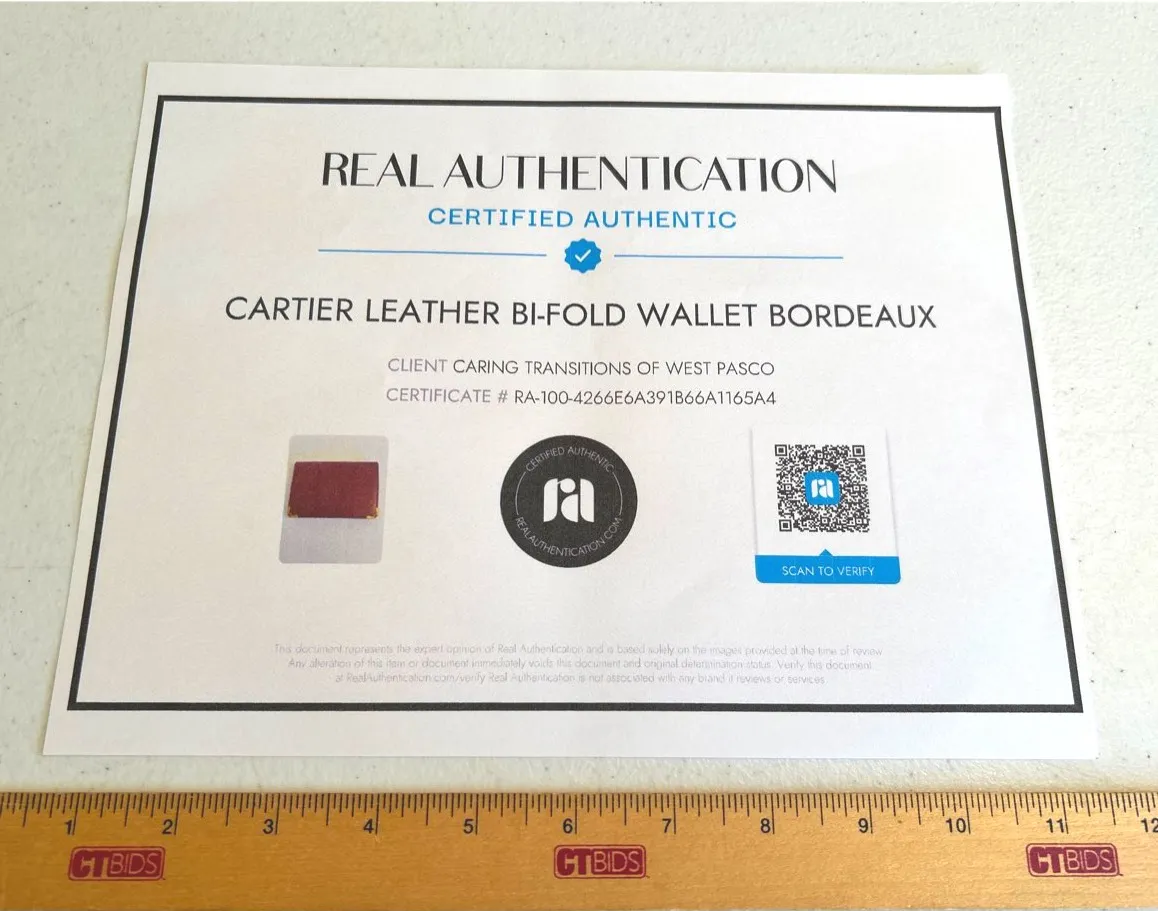 REAL AUTHENTICATION
CERTIFIED AUTHENTIC
CARTIER LEATHER BI-FOLD WALLET BORDEAUX
CLIENT CARING TRANSITIONS OF WEST PASCO
CERTIFICATE # RA-100-4266E6A391B66A1165A4
CERTIFIED AUTHENTIC
ra
REALAUTHENTICATION.COM
ra
SCAN TO VERIFY
This document represents the expert opinion of Real Authentication and is based solely on the images provided at the time of review
Any alteration of this item or document immediately voids this document and original determination status. Verify this document
at RealAuthentication.com/verify Real Authentication is not associated with any brand it reviews or services
1 2 3 4 5 6 7 8 9 10 11 12
CTBIDS CTBIDS CTBIDS